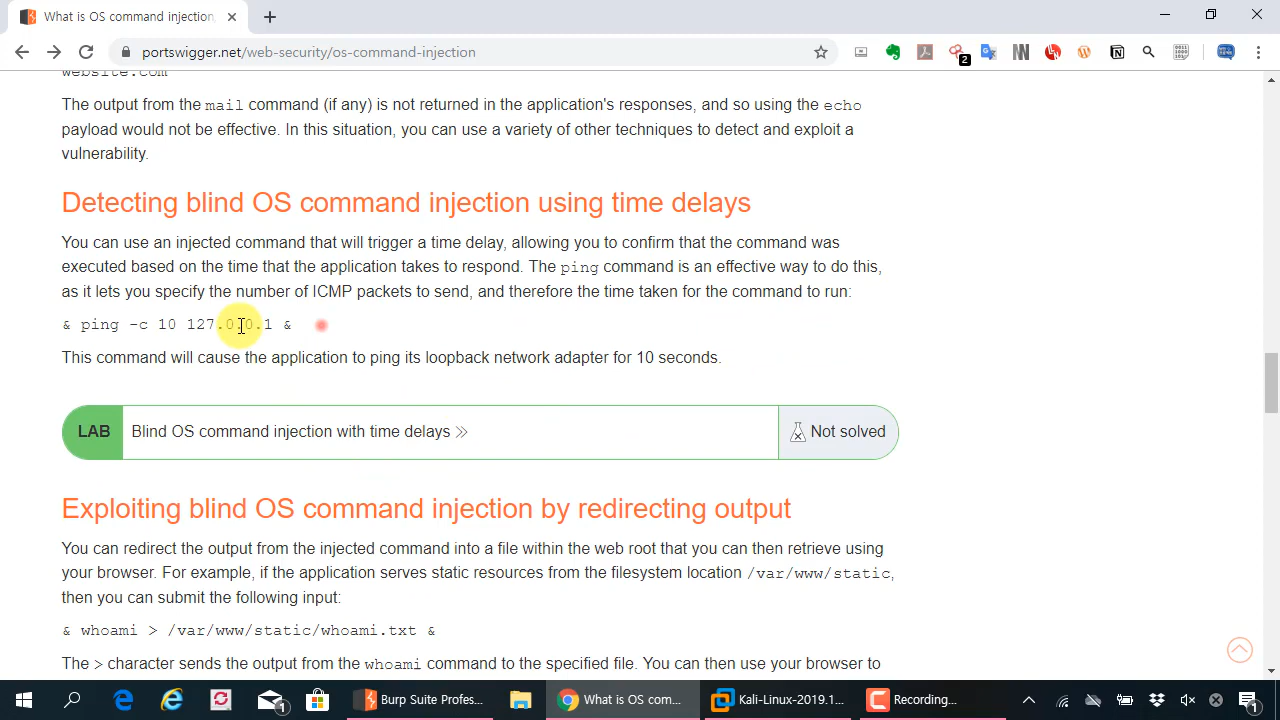 What is OS command injection,
portswigger.net/web-security/os-command-injection
2
website.com
The output from the mail command (if any) is not returned in the application's responses, and so using the echo
payload would not be effective. In this situation, you can use a variety of other techniques to detect and exploit a
vulnerability.
Detecting blind OS command injection using time delays
You can use an injected command that will trigger a time delay, allowing you to confirm that the command was
executed based on the time that the application takes to respond. The ping command is an effective way to do this,
as it lets you specify the number of ICMP packets to send, and therefore the time taken for the command to run:
& ping -c 10 127.0.0.1 &
This command will cause the application to ping its loopback network adapter for 10 seconds.
LAB Blind OS command injection with time delays Not solved
Exploiting blind OS command injection by redirecting output
You can redirect the output from the injected command into a file within the web root that you can then retrieve using
your browser. For example, if the application serves static resources from the filesystem location /var/www/static,
then you can submit the following input:
& whoami > /var/www/static/whoami.txt &
The > character sends the output from the whoami command to the specified file. You can then use your browser to
1 Burp Suite Profes... What is OS com... Kali-Linux-2019.1... Recording... 1